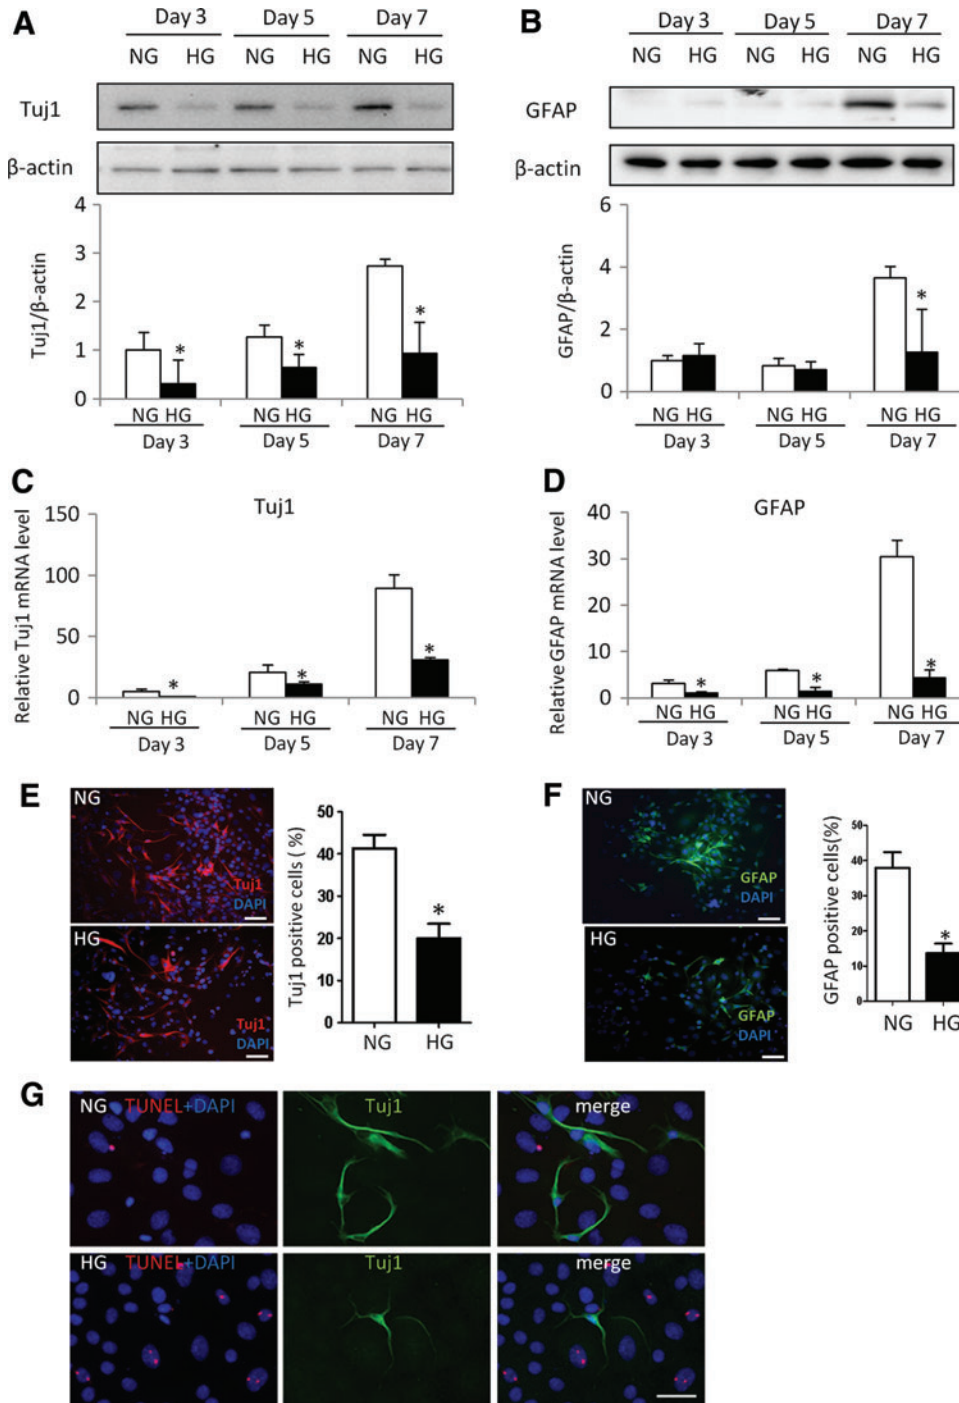 A
Day 3 Day 5 Day 7
NG HG NG HG NG HG
Tuj1
β-actin
Tuj1/β-actin
4
3
2
1
0
NG HG NG HG NG HG
Day 3 Day 5 Day 7
B
Day 3 Day 5 Day 7
NG HG NG HG NG HG
GFAP
β-actin
GFAP/β-actin
6
4
2
0
* 
NG HG NG HG NG HG
Day 3 Day 5 Day 7
C
Tuj1
Relative Tuj1 mRNA level
150
100
50
0
* * *
NG HG NG HG NG HG
Day 3 Day 5 Day 7
D
GFAP
Relative GFAP mRNA level
40
30
20
10
0
* * *
NG HG NG HG NG HG
Day 3 Day 5 Day 7
E
NG
Tuj1
DAPI
HG
Tuj1
DAPI
Tuj1 positive cells (%)
50
40
30
20
10
0
*
NG HG
F
NG
GFAP
DAPI
HG
GFAP
DAPI
GFAP positive cells(%)
50
40
30
20
10
0
*
NG HG
G
NG TUNEL+DAPI Tuj1 merge
HG TUNEL+DAPI Tuj1 merge